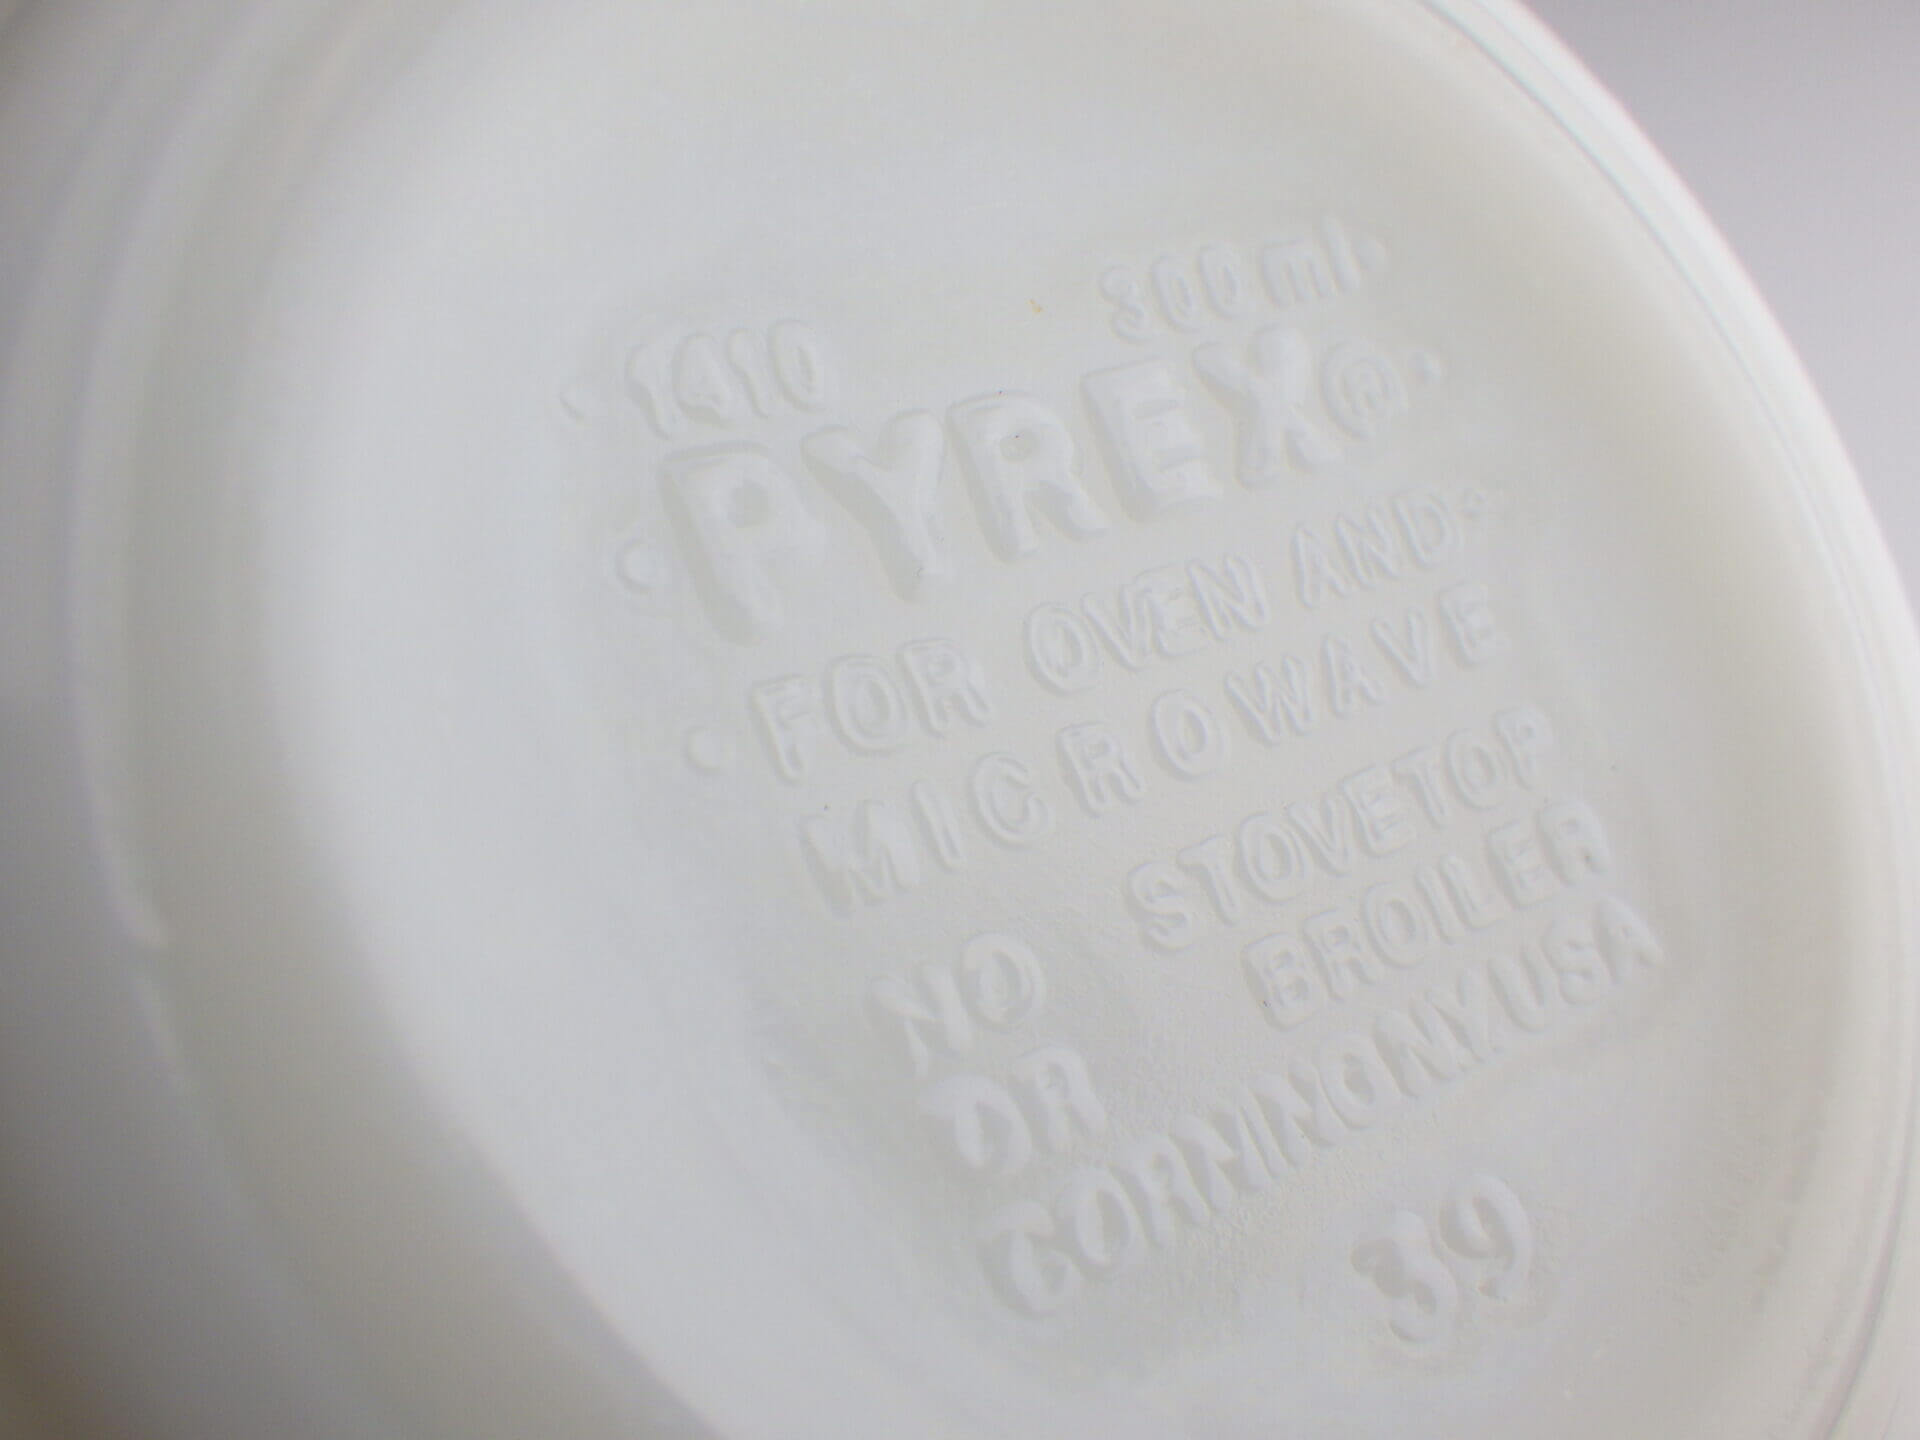 · 1410 300 ml·
· PYREX®·
· FOR OVEN AND·
MICROWAVE
NO STOVETOP
OR BROILER
CORNING NY USA
39